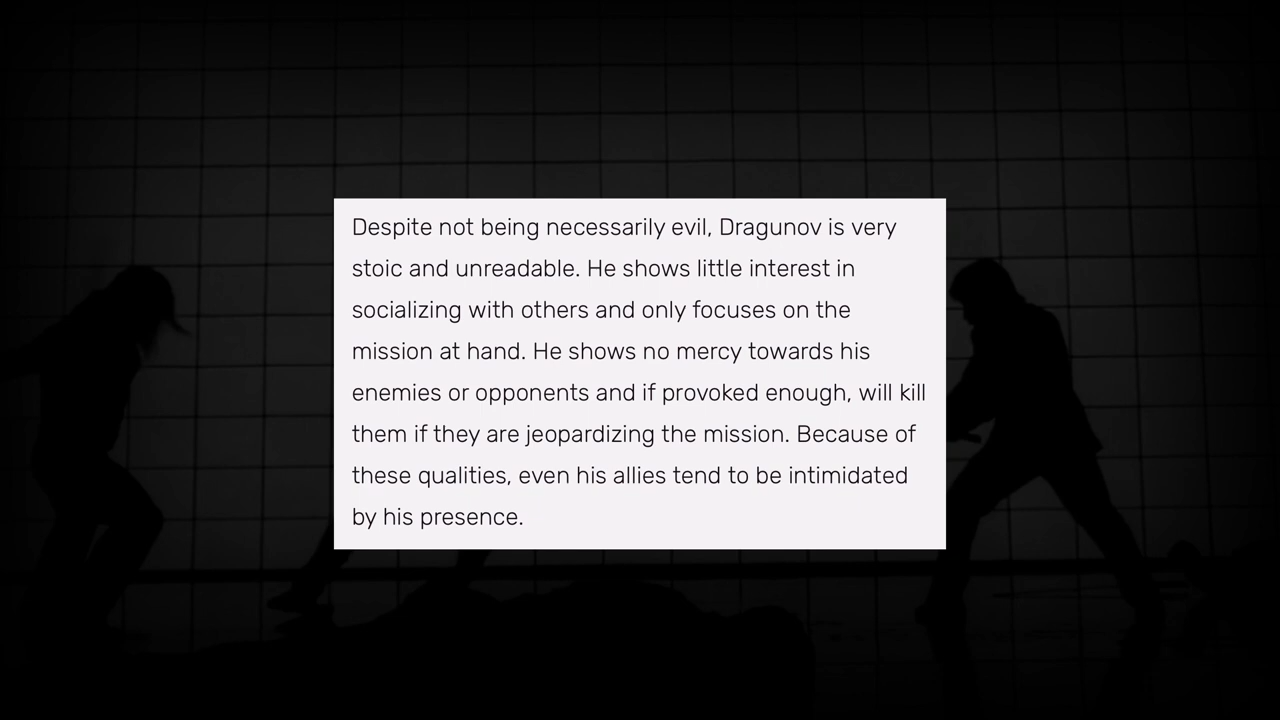 Despite not being necessarily evil, Dragunov is very
stoic and unreadable. He shows little interest in
socializing with others and only focuses on the
mission at hand. He shows no mercy towards his
enemies or opponents and if provoked enough, will kill
them if they are jeopardizing the mission. Because of
these qualities, even his allies tend to be intimidated
by his presence.